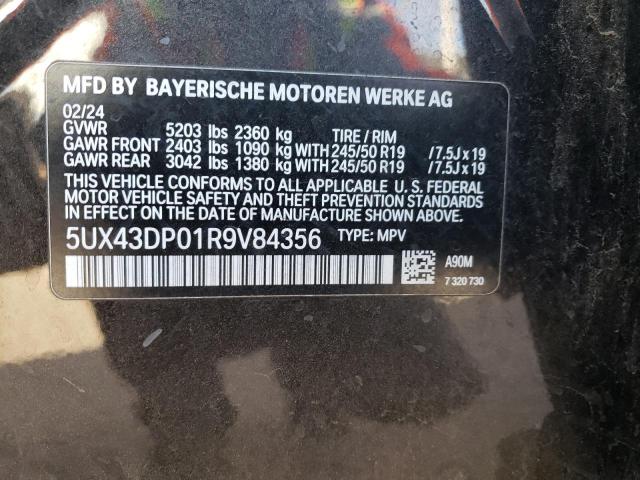 MFD BY BAYERISCHE MOTOREN WERKE AG
02/24
GVWR 5203 lbs 2360 kg TIRE / RIM
GAWR FRONT 2403 lbs 1090 kg WITH 245/50 R19 /7.5J x 19
GAWR REAR 3042 lbs 1380 kg WITH 245/50 R19 /7.5J x 19
THIS VEHICLE CONFORMS TO ALL APPLICABLE U. S. FEDERAL
MOTOR VEHICLE SAFETY AND THEFT PREVENTION STANDARDS
IN EFFECT ON THE DATE OF MANUFACTURE SHOWN ABOVE.
5UX43DP01R9V84356 TYPE: MPV
A90M
7 320 730